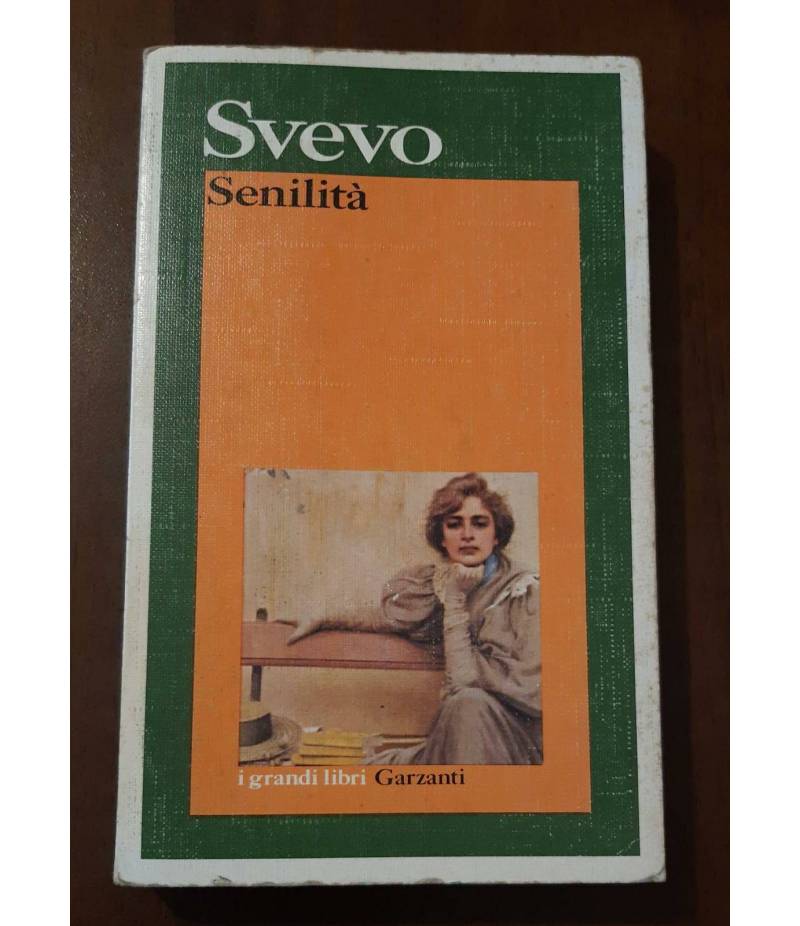 Svevo
Senilità
i grandi libri Garzanti